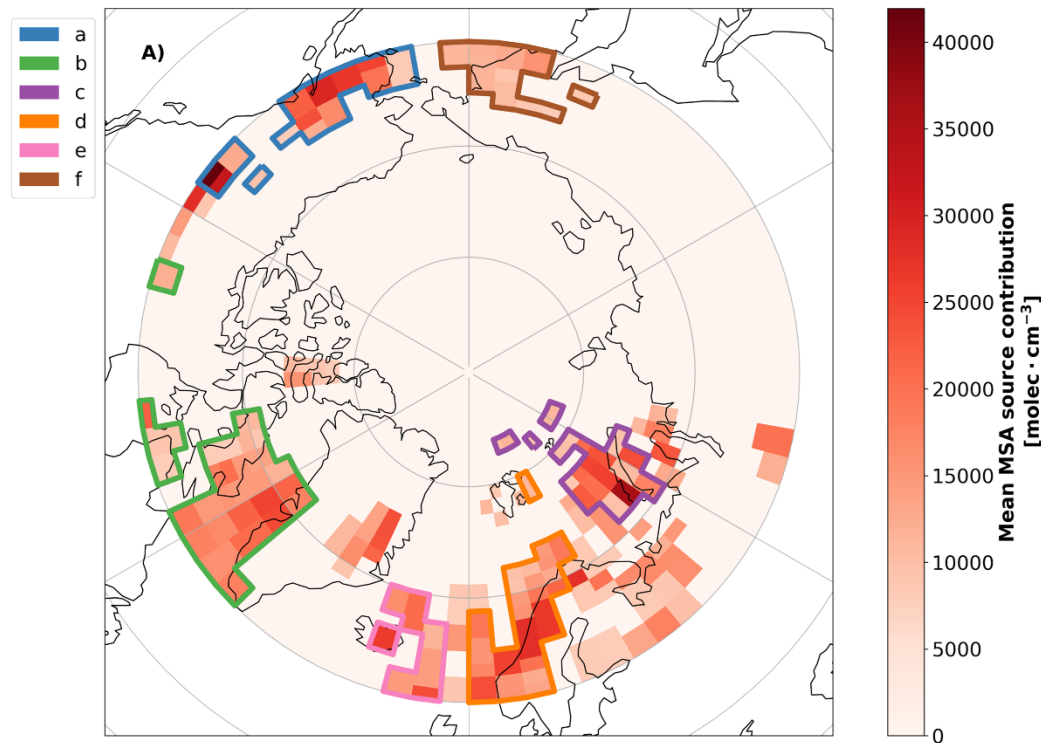 a
b
c
d
e
f
A)
40000
35000
30000
25000
20000
15000
10000
5000
0
Mean MSA source contribution
[molec · cm⁻³]